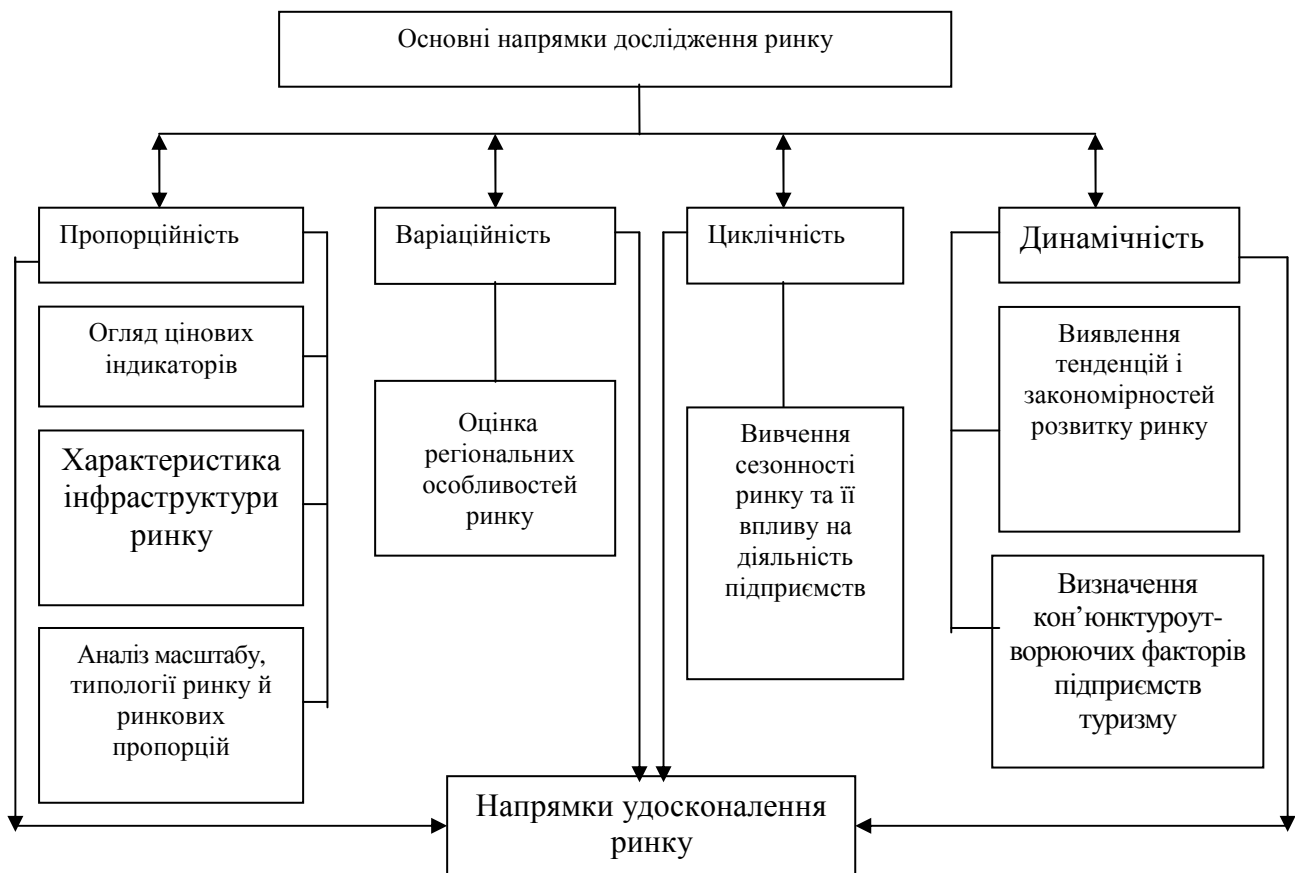 Основні напрямки дослідження ринку
Пропорційність
Варіаційність
Циклічність
Динамічність
Огляд цінових
індикаторів
Характеристика
інфраструктури
ринку
Аналіз масштабу,
типології ринку й
ринкових
пропорцій
Оцінка
регіональних
особливостей
ринку
Вивчення
сезонності
ринку та її
впливу на
діяльність
підприємств
Виявлення
тенденцій і
закономірностей
розвитку ринку
Визначення
кон’юнктуроут-
ворюючих факторів
підприємств
туризму
Напрямки удосконалення
ринку